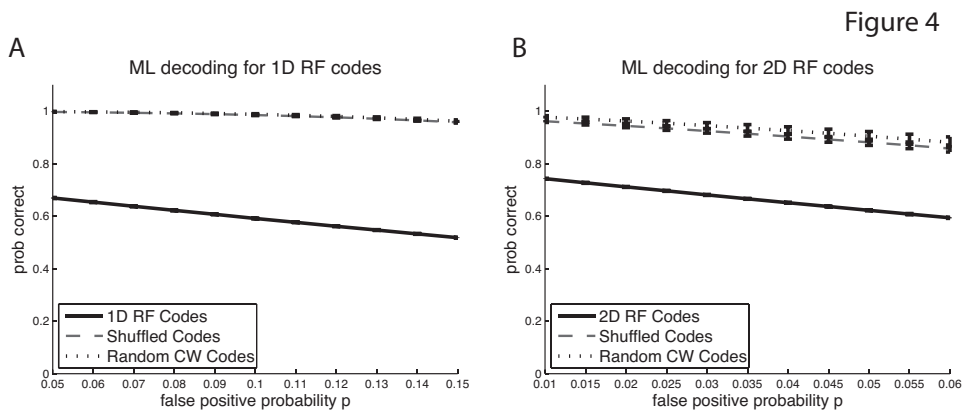 Figure 4
A
ML decoding for 1D RF codes
prob correct
1
0.8
0.6
0.4
0.2
0
1D RF Codes
Shuffled Codes
Random CW Codes
0.05 0.06 0.07 0.08 0.09 0.1 0.11 0.12 0.13 0.14 0.15
false positive probability p
B
ML decoding for 2D RF codes
prob correct
1
0.8
0.6
0.4
0.2
0
2D RF Codes
Shuffled Codes
Random CW Codes
0.01 0.015 0.02 0.025 0.03 0.035 0.04 0.045 0.05 0.055 0.06
false positive probability p